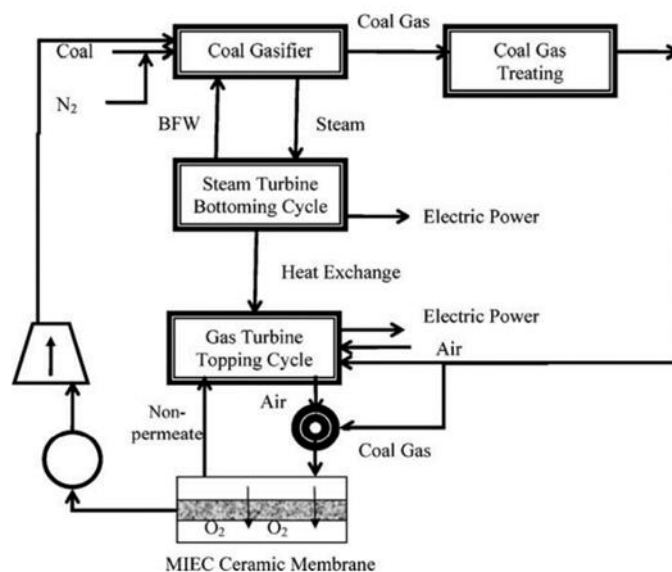 Coal Gas
Coal
Coal Gasifier
Coal Gas
Treating
N₂
BFW
Steam
Steam Turbine
Bottoming Cycle
Electric Power
Heat Exchange
Electric Power
Gas Turbine
Topping Cycle
Air
Non-
permeate
Air
Coal Gas
O₂ O₂
MIEC Ceramic Membrane